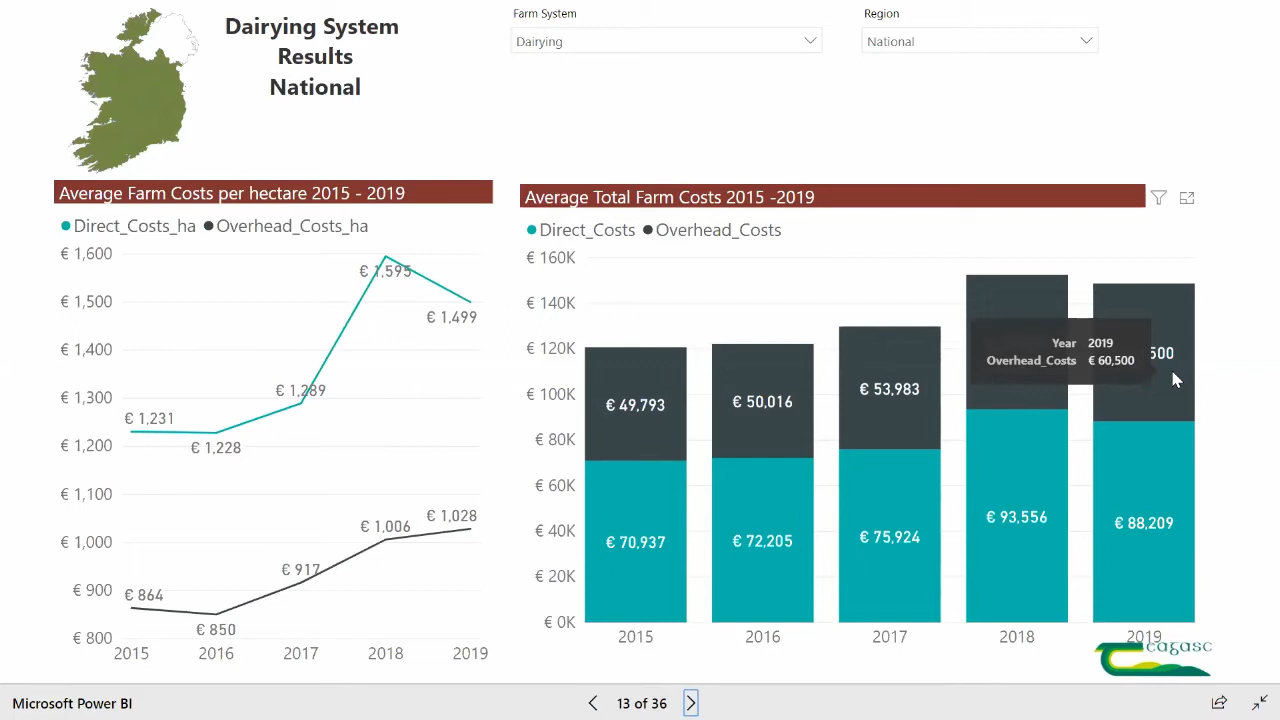 Dairying System
Results
National
Farm System
Dairying
Region
National
Average Farm Costs per hectare 2015 - 2019
Direct_Costs_ha Overhead_Costs_ha
€ 1,600
€ 1,500
€ 1,400
€ 1,300
€ 1,200
€ 1,100
€ 1,000
€ 900
€ 800
€ 1,231
€ 1,228
€ 1,289
€ 1,595
€ 1,499
€ 864
€ 850
€ 917
€ 1,006
€ 1,028
2015 2016 2017 2018 2019
Average Total Farm Costs 2015 -2019
Direct_Costs Overhead_Costs
€ 160K
€ 140K
€ 120K
€ 100K
€ 80K
€ 60K
€ 40K
€ 20K
€ 0K
€ 49,793
€ 50,016
€ 53,983
Year 2019
Overhead_Costs € 60,500
500
€ 70,937
€ 72,205
€ 75,924
€ 93,556
€ 88,209
2015 2016 2017 2018 2019
teagasc
Microsoft Power BI
13 of 36